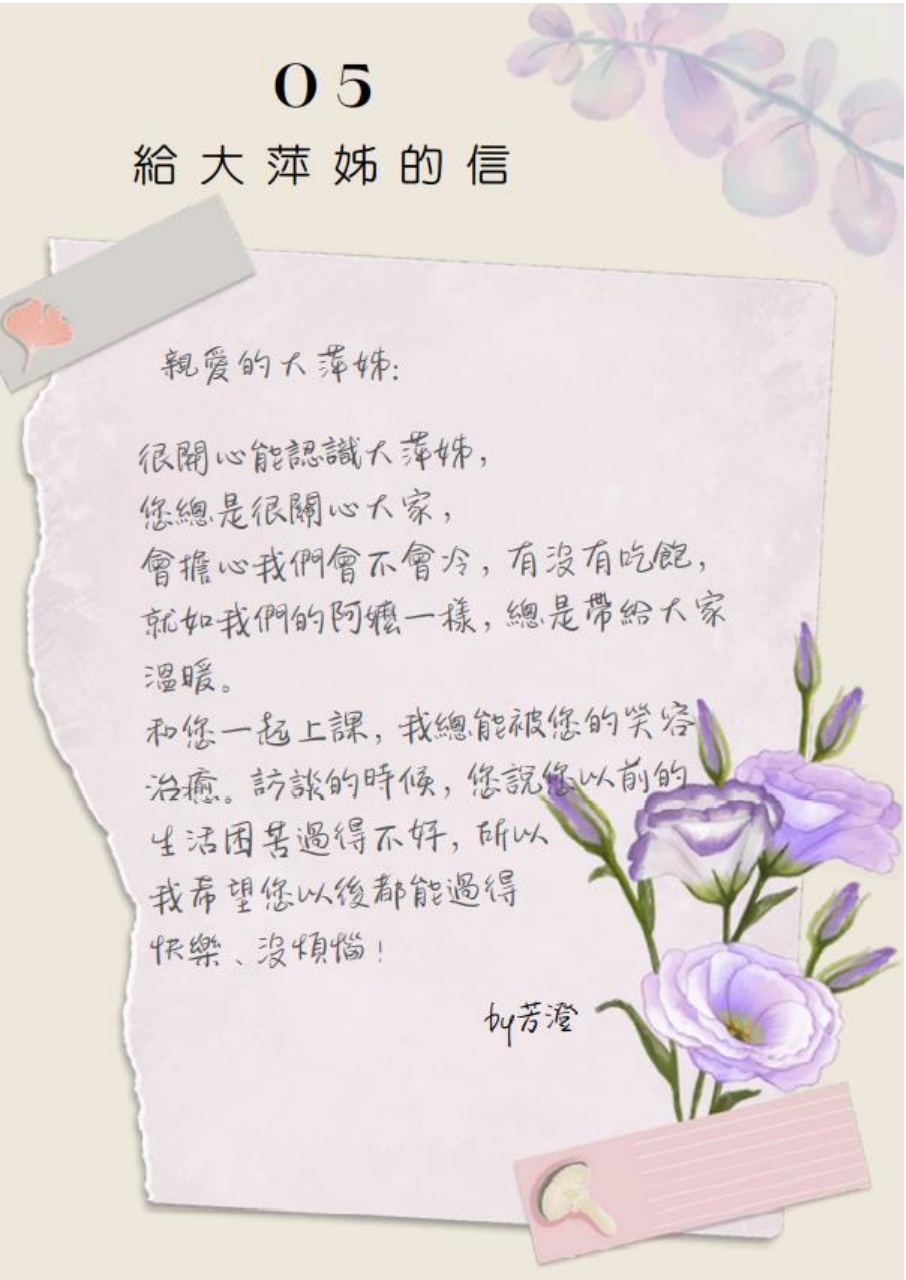 05
給大萍姊的信
親愛的大萍姊:
很開心能認識大萍姊,
您總是很關心大家,
會擔心我們會不會冷,有沒有吃飽,
就如我們的阿嬤一樣,總是帶給大家
溫暖。
和您一起上課,我總能被您的笑容
治癒。訪談的時候,您說您以前的
生活困苦過得不好,所以
我希望您以後都能過得
快樂、沒煩惱!
by芳澄